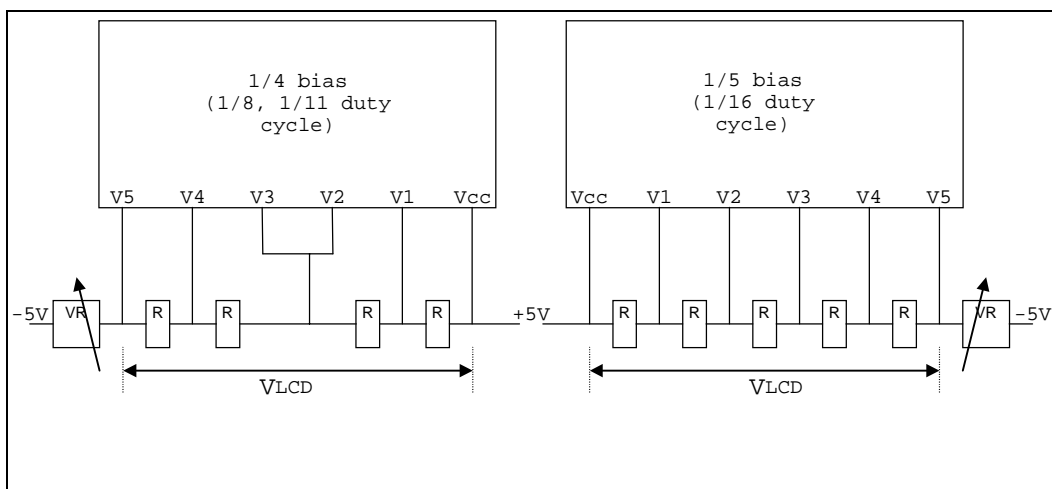 1/4 bias
(1/8, 1/11 duty
cycle)
V5 V4 V3 V2 V1 Vcc
1/5 bias
(1/16 duty
cycle)
Vcc V1 V2 V3 V4 V5
-5V VR R R R R +5V
R R R R R VR -5V
VLCD
VLCD